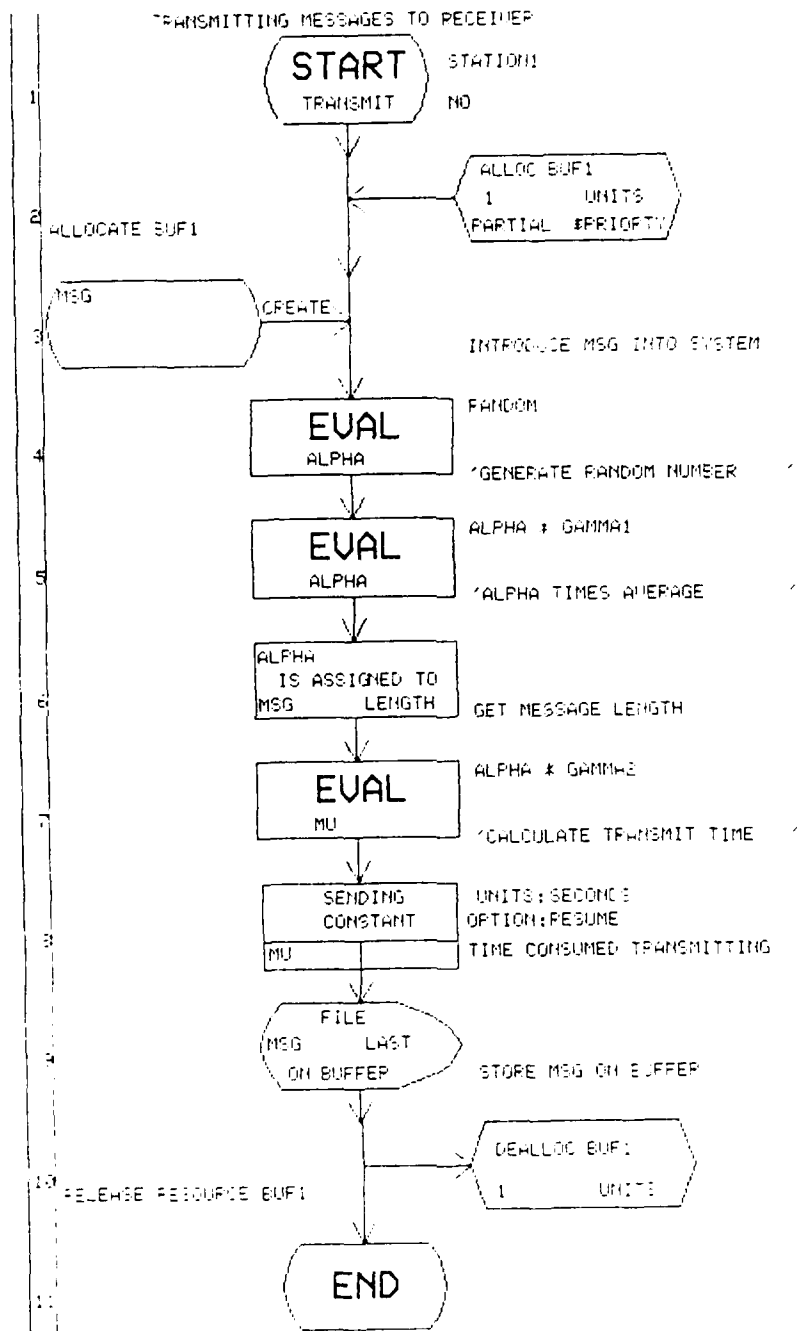 TRANSMITTING MESSAGES TO RECEIVER
START
STATION1
TRANSMIT
NO
1
ALLOC BUF1
1 UNITS
PARTIAL #PRIORTY
2
ALLOCATE BUF1
MSG
CREATE
3
INTRODUCE MSG INTO SYSTEM
EVAL
ALPHA
RANDOM
4
'GENERATE RANDOM NUMBER '
EVAL
ALPHA
ALPHA * GAMMA1
5
'ALPHA TIMES AVERAGE '
ALPHA
IS ASSIGNED TO
MSG LENGTH
6
GET MESSAGE LENGTH
EVAL
MU
ALPHA * GAMMA2
7
'CALCULATE TRANSMIT TIME '
SENDING
CONSTANT
UNITS:SECONDS
OPTION:RESUME
8
MU
TIME CONSUMED TRANSMITTING
FILE
MSG LAST
ON BUFFER
9
STORE MSG ON BUFFER
DEALLOC BUF1
1 UNITS
10
RELEASE RESOURCE BUF1
END
11